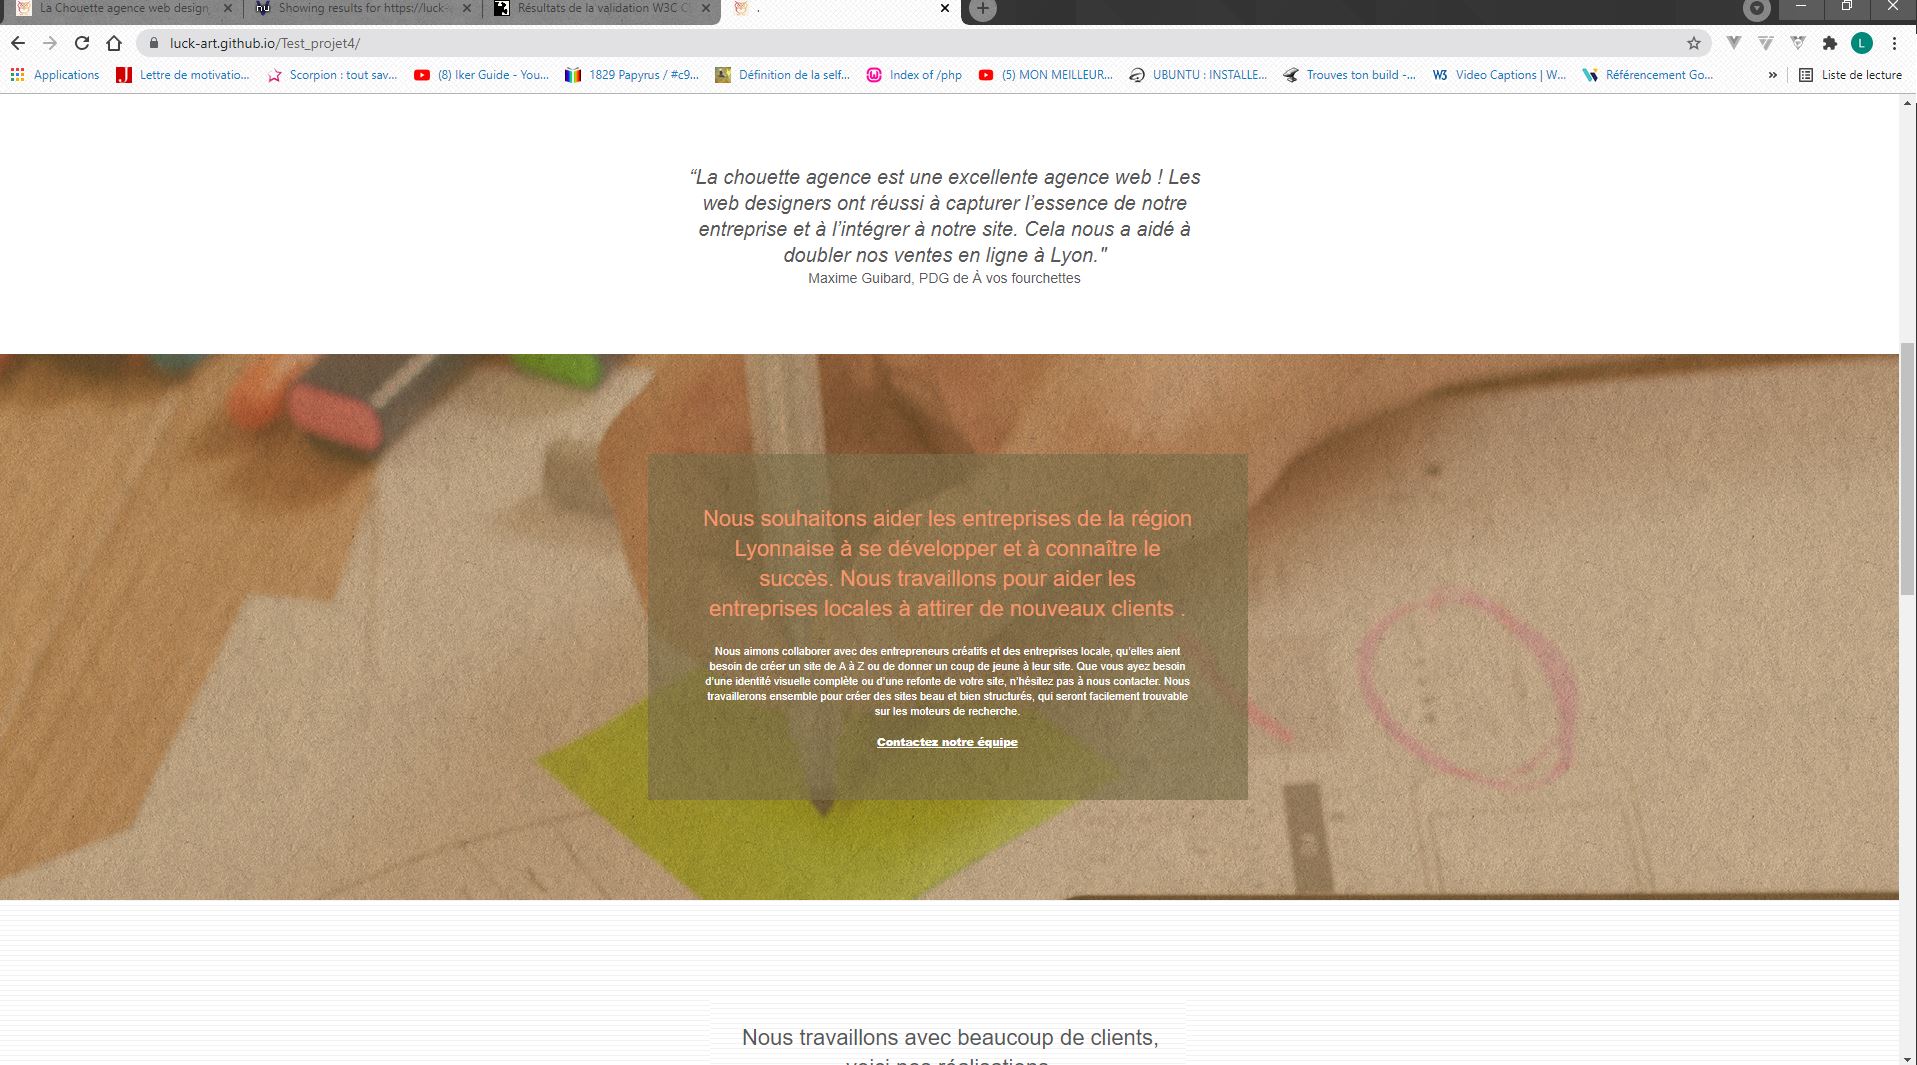 La Chouette agence web design
Showing results for https://luck-
Résultats de la validation W3C C
.
luck-art.github.io/Test_projet4/
L
Applications
Lettre de motivatio...
Scorpion : tout sav...
(8) Iker Guide - You...
1829 Papyrus / #c9...
Définition de la self...
Index of /php
(5) MON MEILLEUR...
UBUNTU : INSTALLE...
Trouves ton build -...
Video Captions | W...
Référencement Go...
»
Liste de lecture
“La chouette agence est une excellente agence web ! Les
web designers ont réussi à capturer l’essence de notre
entreprise et à l’intégrer à notre site. Cela nous a aidé à
doubler nos ventes en ligne à Lyon."
Maxime Guibard, PDG de À vos fourchettes
Nous souhaitons aider les entreprises de la région
Lyonnaise à se développer et à connaître le
succès. Nous travaillons pour aider les
entreprises locales à attirer de nouveaux clients .
Nous aimons collaborer avec des entrepreneurs créatifs et des entreprises locale, qu’elles aient
besoin de créer un site de A à Z ou de donner un coup de jeune à leur site. Que vous ayez besoin
d’une identité visuelle complète ou d’une refonte de votre site, n’hésitez pas à nous contacter. Nous
travaillerons ensemble pour créer des sites beau et bien structurés, qui seront facilement trouvable
sur les moteurs de recherche.
Contactez notre équipe
Nous travaillons avec beaucoup de clients,
voici nos réalisations